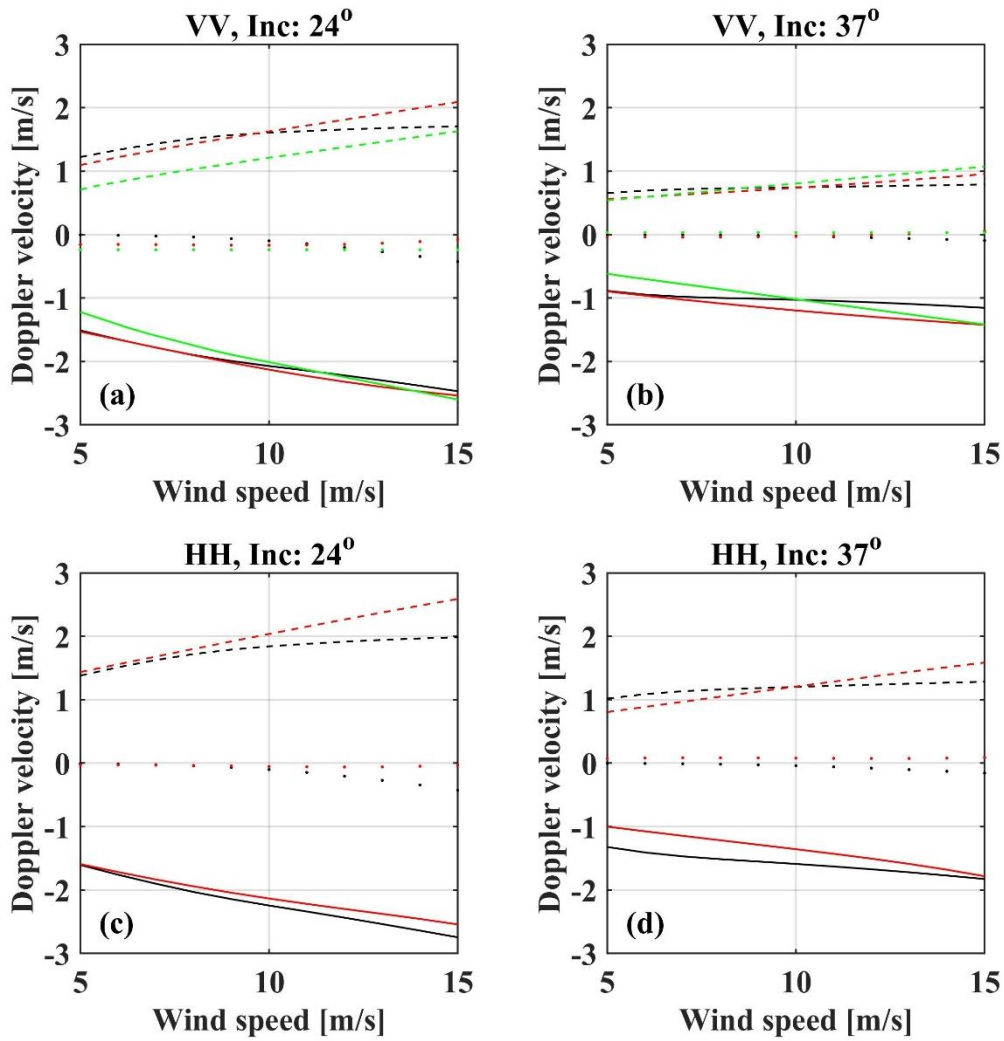 VV, Inc: 24°
3
2
1
0
-1
-2
-3
Doppler velocity [m/s]
(a)
5
10
15
Wind speed [m/s]
VV, Inc: 37°
3
2
1
0
-1
-2
-3
Doppler velocity [m/s]
(b)
5
10
15
Wind speed [m/s]
HH, Inc: 24°
3
2
1
0
-1
-2
-3
Doppler velocity [m/s]
(c)
5
10
15
Wind speed [m/s]
HH, Inc: 37°
3
2
1
0
-1
-2
-3
Doppler velocity [m/s]
(d)
5
10
15
Wind speed [m/s]